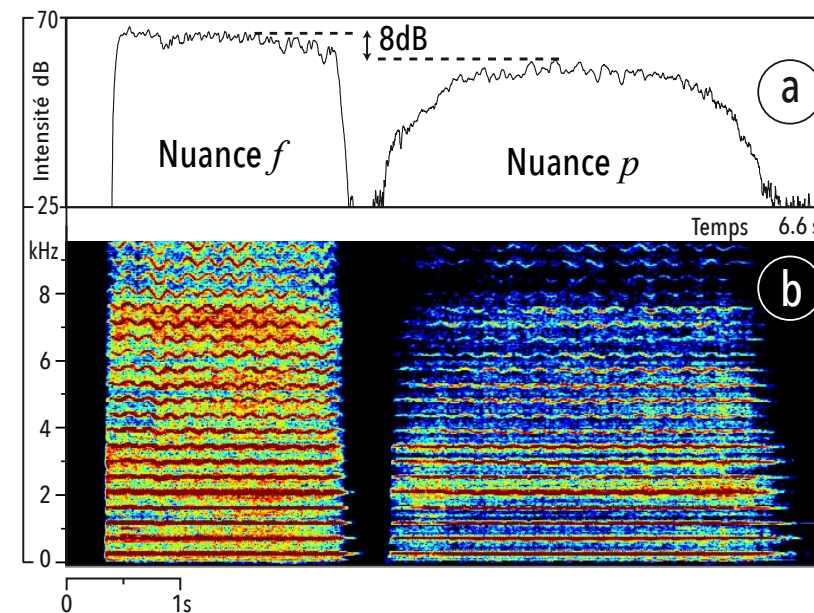 70
8dB
a
Intensité dB
Nuance f
Nuance p
25
Temps 6.6 s
kHz
b
8
6
4
2
0
0 1s